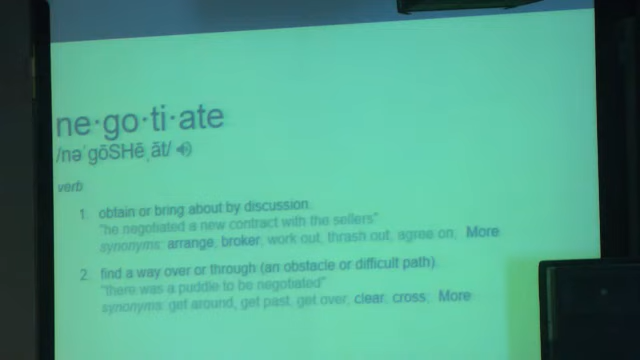 ne·go·ti·ate
/nəˈgōSHēˌāt/
verb
1. obtain or bring about by discussion.
"he negotiated a new contract with the sellers"
synonyms: arrange, broker, work out, thrash out, agree on; More
2. find a way over or through (an obstacle or difficult path).
"there was a puddle to be negotiated"
synonyms: get around, get past, get over, clear, cross; More